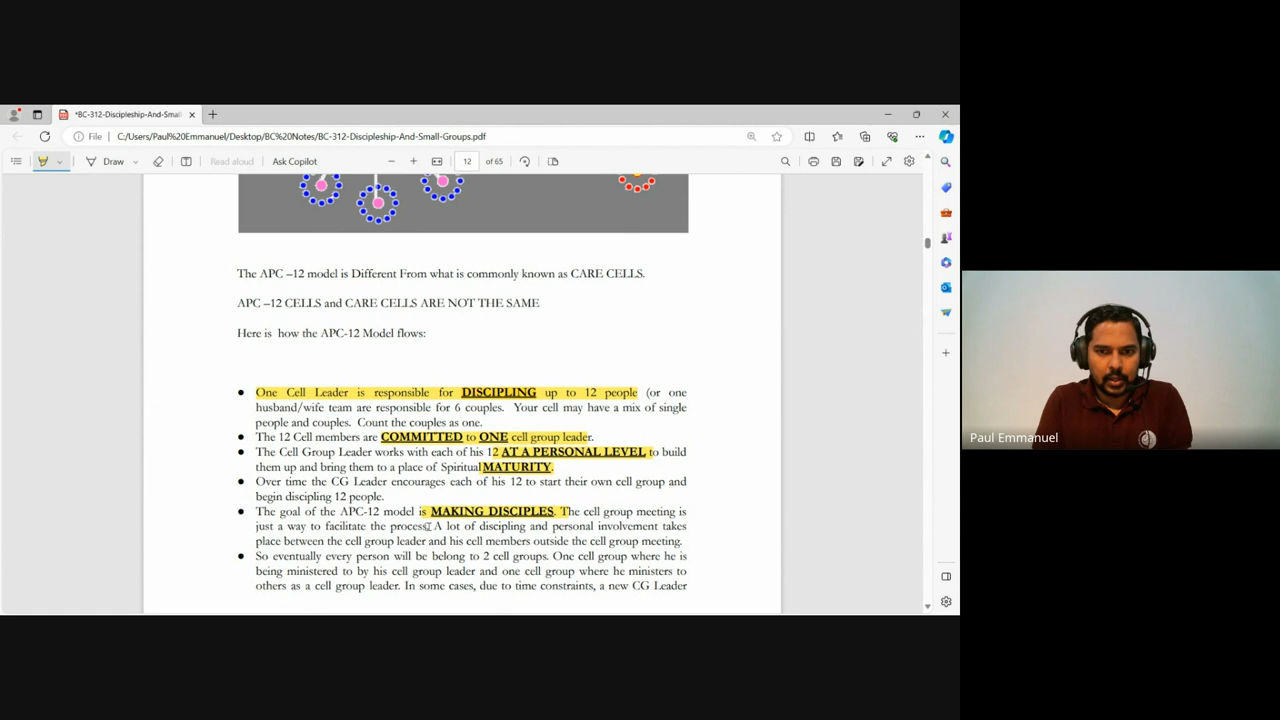 *BC-312-Discipleship-And-Small
File
C:/Users/Paul%20Emmanuel/Desktop/BC%20Notes/BC-312-Discipleship-And-Small-Groups.pdf
Draw
Read aloud
Ask Copilot
12 of 65
The APC –12 model is Different From what is commonly known as CARE CELLS.
APC –12 CELLS and CARE CELLS ARE NOT THE SAME
Here is how the APC-12 Model flows:
● One Cell Leader is responsible for DISCIPLING up to 12 people (or one
husband/wife team are responsible for 6 couples. Your cell may have a mix of single
people and couples. Count the couples as one.
● The 12 Cell members are COMMITTED to ONE cell group leader.
● The Cell Group Leader works with each of his 12 AT A PERSONAL LEVEL to build
them up and bring them to a place of Spiritual MATURITY.
● Over time the CG Leader encourages each of his 12 to start their own cell group and
begin discipling 12 people.
● The goal of the APC-12 model is MAKING DISCIPLES. The cell group meeting is
just a way to facilitate the process. A lot of discipling and personal involvement takes
place between the cell group leader and his cell members outside the cell group meeting.
● So eventually every person will be belong to 2 cell groups. One cell group where he is
being ministered to by his cell group leader and one cell group where he ministers to
others as a cell group leader. In some cases, due to time constraints, a new CG Leader
Paul Emmanuel